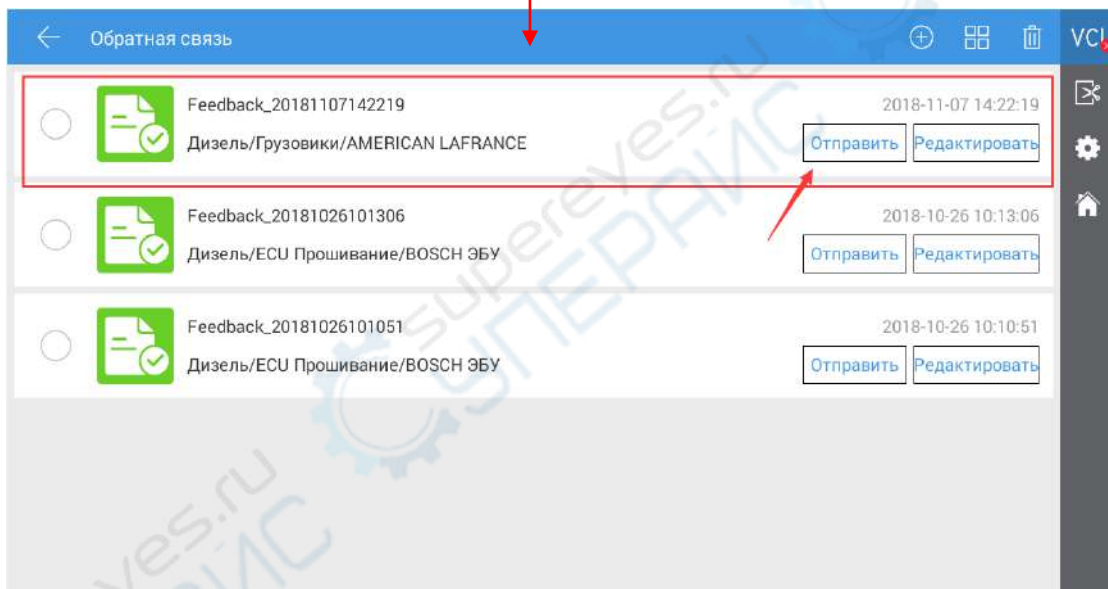 Обратная связь
VCI
Feedback_20181107142219
2018-11-07 14:22:19
Дизель/Грузовики/AMERICAN LAFRANCE
Отправить Редактировать
Feedback_20181026101306
2018-10-26 10:13:06
Дизель/ECU Прошивание/BOSCH ЭБУ
Отправить Редактировать
Feedback_20181026101051
2018-10-26 10:10:51
Дизель/ECU Прошивание/BOSCH ЭБУ
Отправить Редактировать
supereyes.ru
СУПЕРАЙС